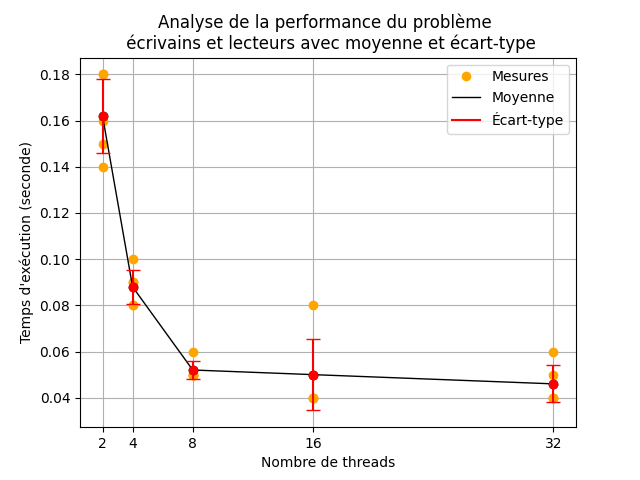 Analyse de la performance du problème
écrivains et lecteurs avec moyenne et écart-type
Mesures
Moyenne
Écart-type
Temps d'exécution (seconde)
0.18
0.16
0.14
0.12
0.10
0.08
0.06
0.04
2 4 8 16 32
Nombre de threads